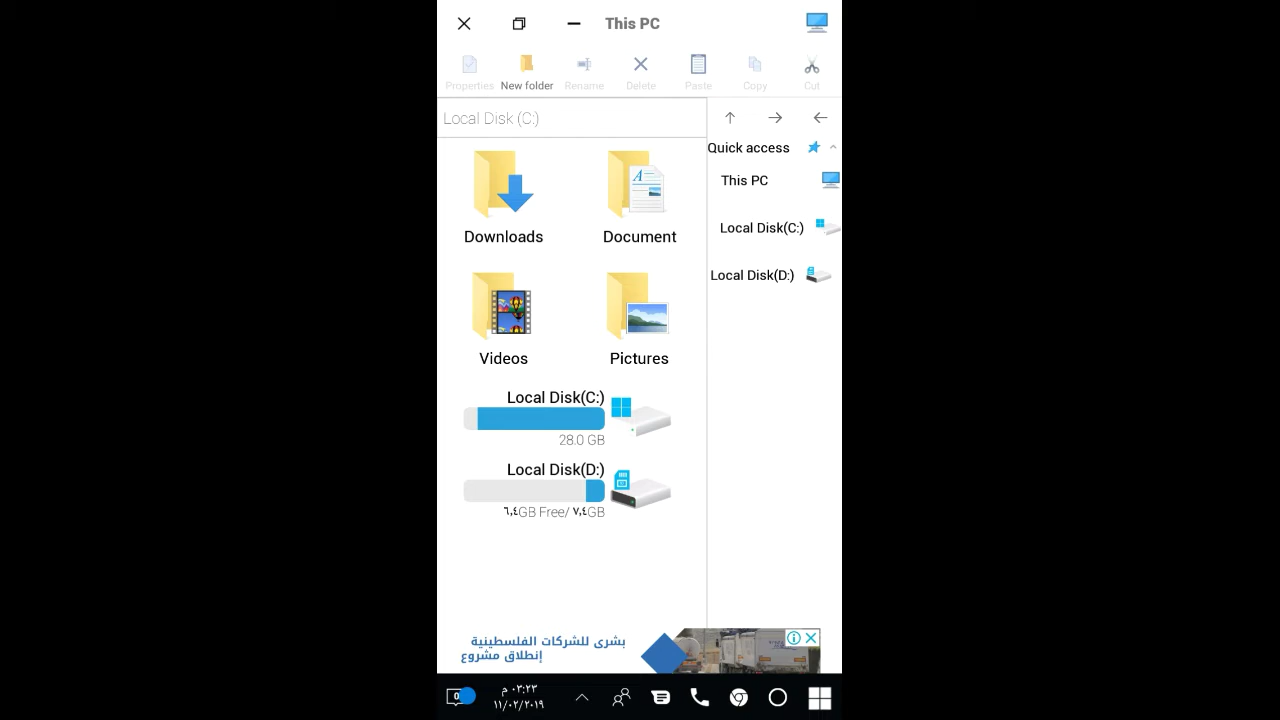 This PC
Properties New folder Rename Delete Paste Copy Cut
Local Disk (C:)
Quick access
This PC
Local Disk(C:)
Local Disk(D:)
Downloads Document
Videos Pictures
Local Disk(C:)
28.0 GB
Local Disk(D:)
٦,٤GB Free/ ٧,٤GB
بشرى للشركات الفلسطينية
إنطلاق مشروع
٠٣:٢٣ م
١١/٠٢/٢٠١٩